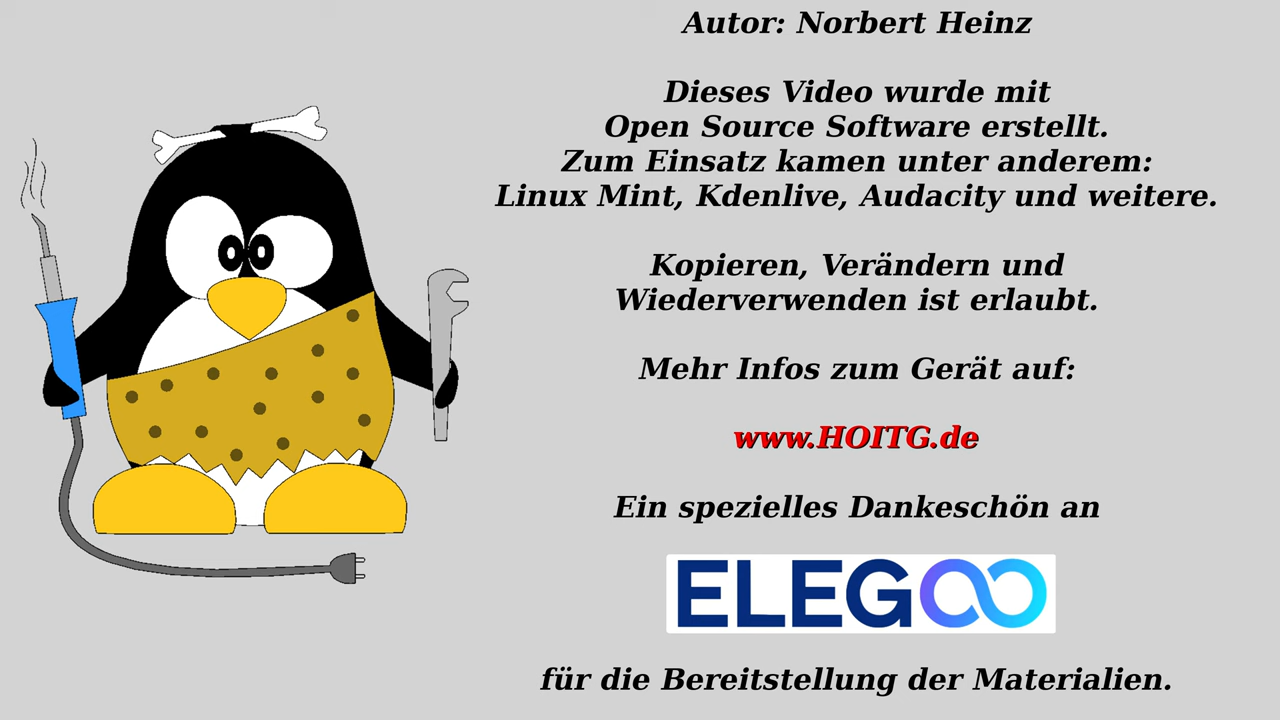 Autor: Norbert Heinz
Dieses Video wurde mit
Open Source Software erstellt.
Zum Einsatz kamen unter anderem:
Linux Mint, Kdenlive, Audacity und weitere.
Kopieren, Verändern und
Wiederverwenden ist erlaubt.
Mehr Infos zum Gerät auf:
www.HOITG.de
Ein spezielles Dankeschön an
ELEGOO
für die Bereitstellung der Materialien.